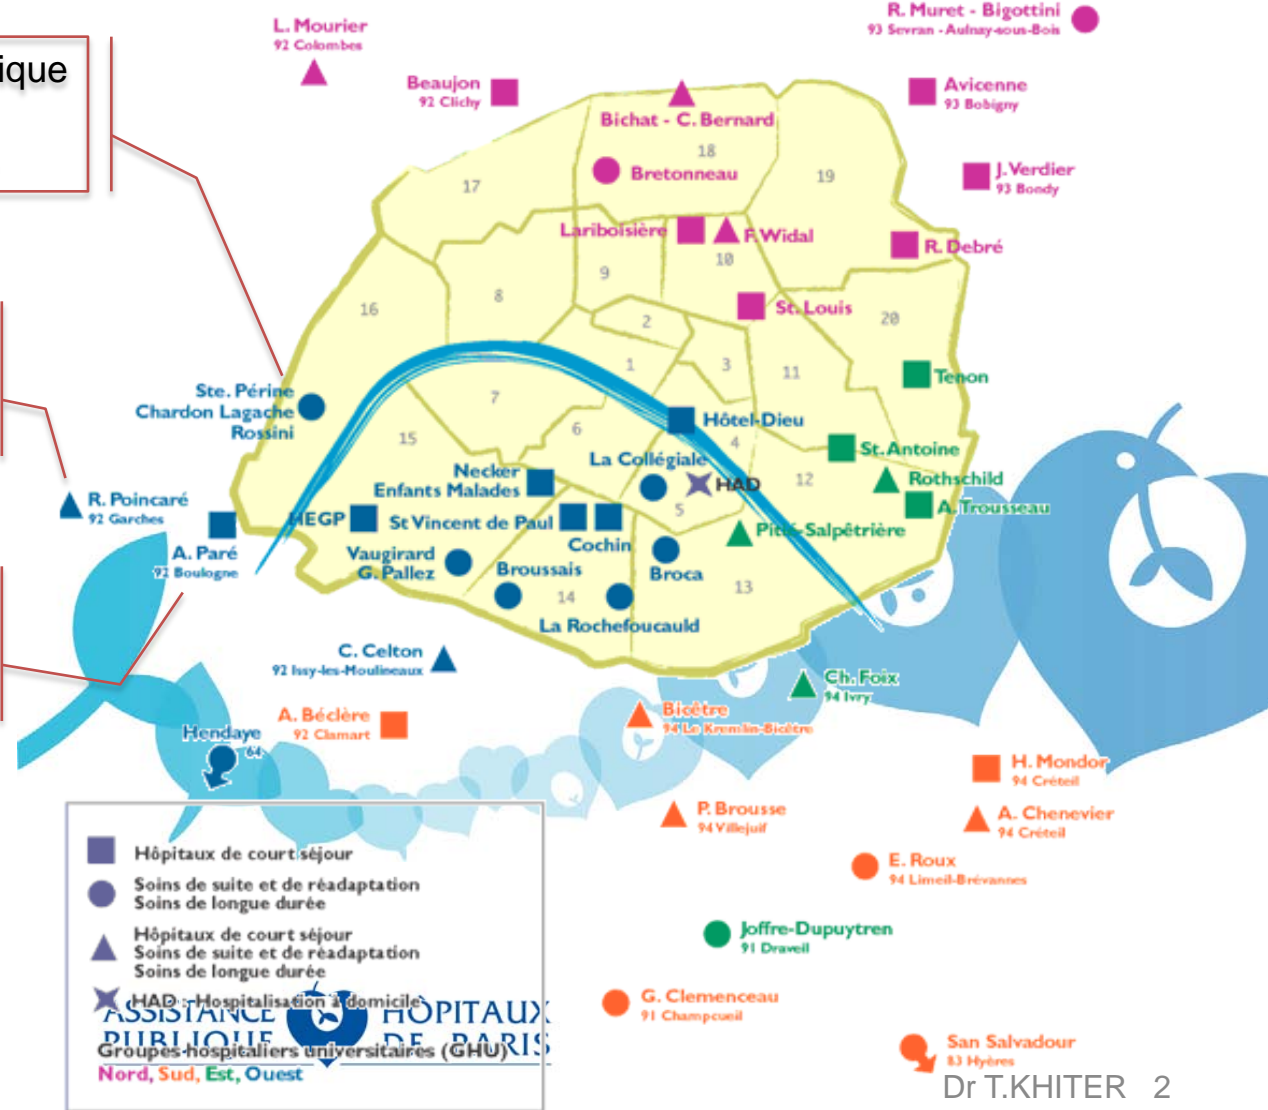 ique
L. Mourier
92 Colombes
R. Muret - Bigottini
93 Sevran - Aulnay-sous-Bois
Beaujon
92 Clichy
Avicenne
93 Bobigny
Bichat - C. Bernard
18
Bretonneau
17
19
J. Verdier
93 Bondy
Lariboisière
F. Widal
R. Debré
10
9
8
16
St. Louis
2
20
1
3
11
Tenon
7
Ste. Périne
Chardon Lagache
Rossini
15
6
Hôtel-Dieu
4
St. Antoine
La Collégiale
Necker
Enfants Malades
HAD
12
Rothschild
R. Poincaré
92 Garches
5
A. Trousseau
HEGP
St Vincent de Paul
Cochin
Pitié-Salpêtrière
A. Paré
92 Boulogne
Vaugirard
G. Pallez
Broussais
Broca
14
13
La Rochefoucauld
C. Celton
92 Issy-les-Moulineaux
Ch. Foix
94 Ivry
A. Béclère
92 Clamart
Bicêtre
94 Le Kremlin-Bicêtre
Hendaye
64
H. Mondor
94 Créteil
P. Brousse
94 Villejuif
A. Chenevier
94 Créteil
E. Roux
94 Limeil-Brévannes
Joffre-Dupuytren
91 Draveil
G. Clemenceau
91 Champcueil
San Salvadour
83 Hyères
Hôpitaux de court séjour
Soins de suite et de réadaptation
Soins de longue durée
Hôpitaux de court séjour
Soins de suite et de réadaptation
Soins de longue durée
HAD : Hospitalisation à domicile
ASSISTANCE HÔPITAUX
PUBLIQUE DE PARIS
Groupes hospitaliers universitaires (GHU)
Nord, Sud, Est, Ouest
Dr T.KHITER 2